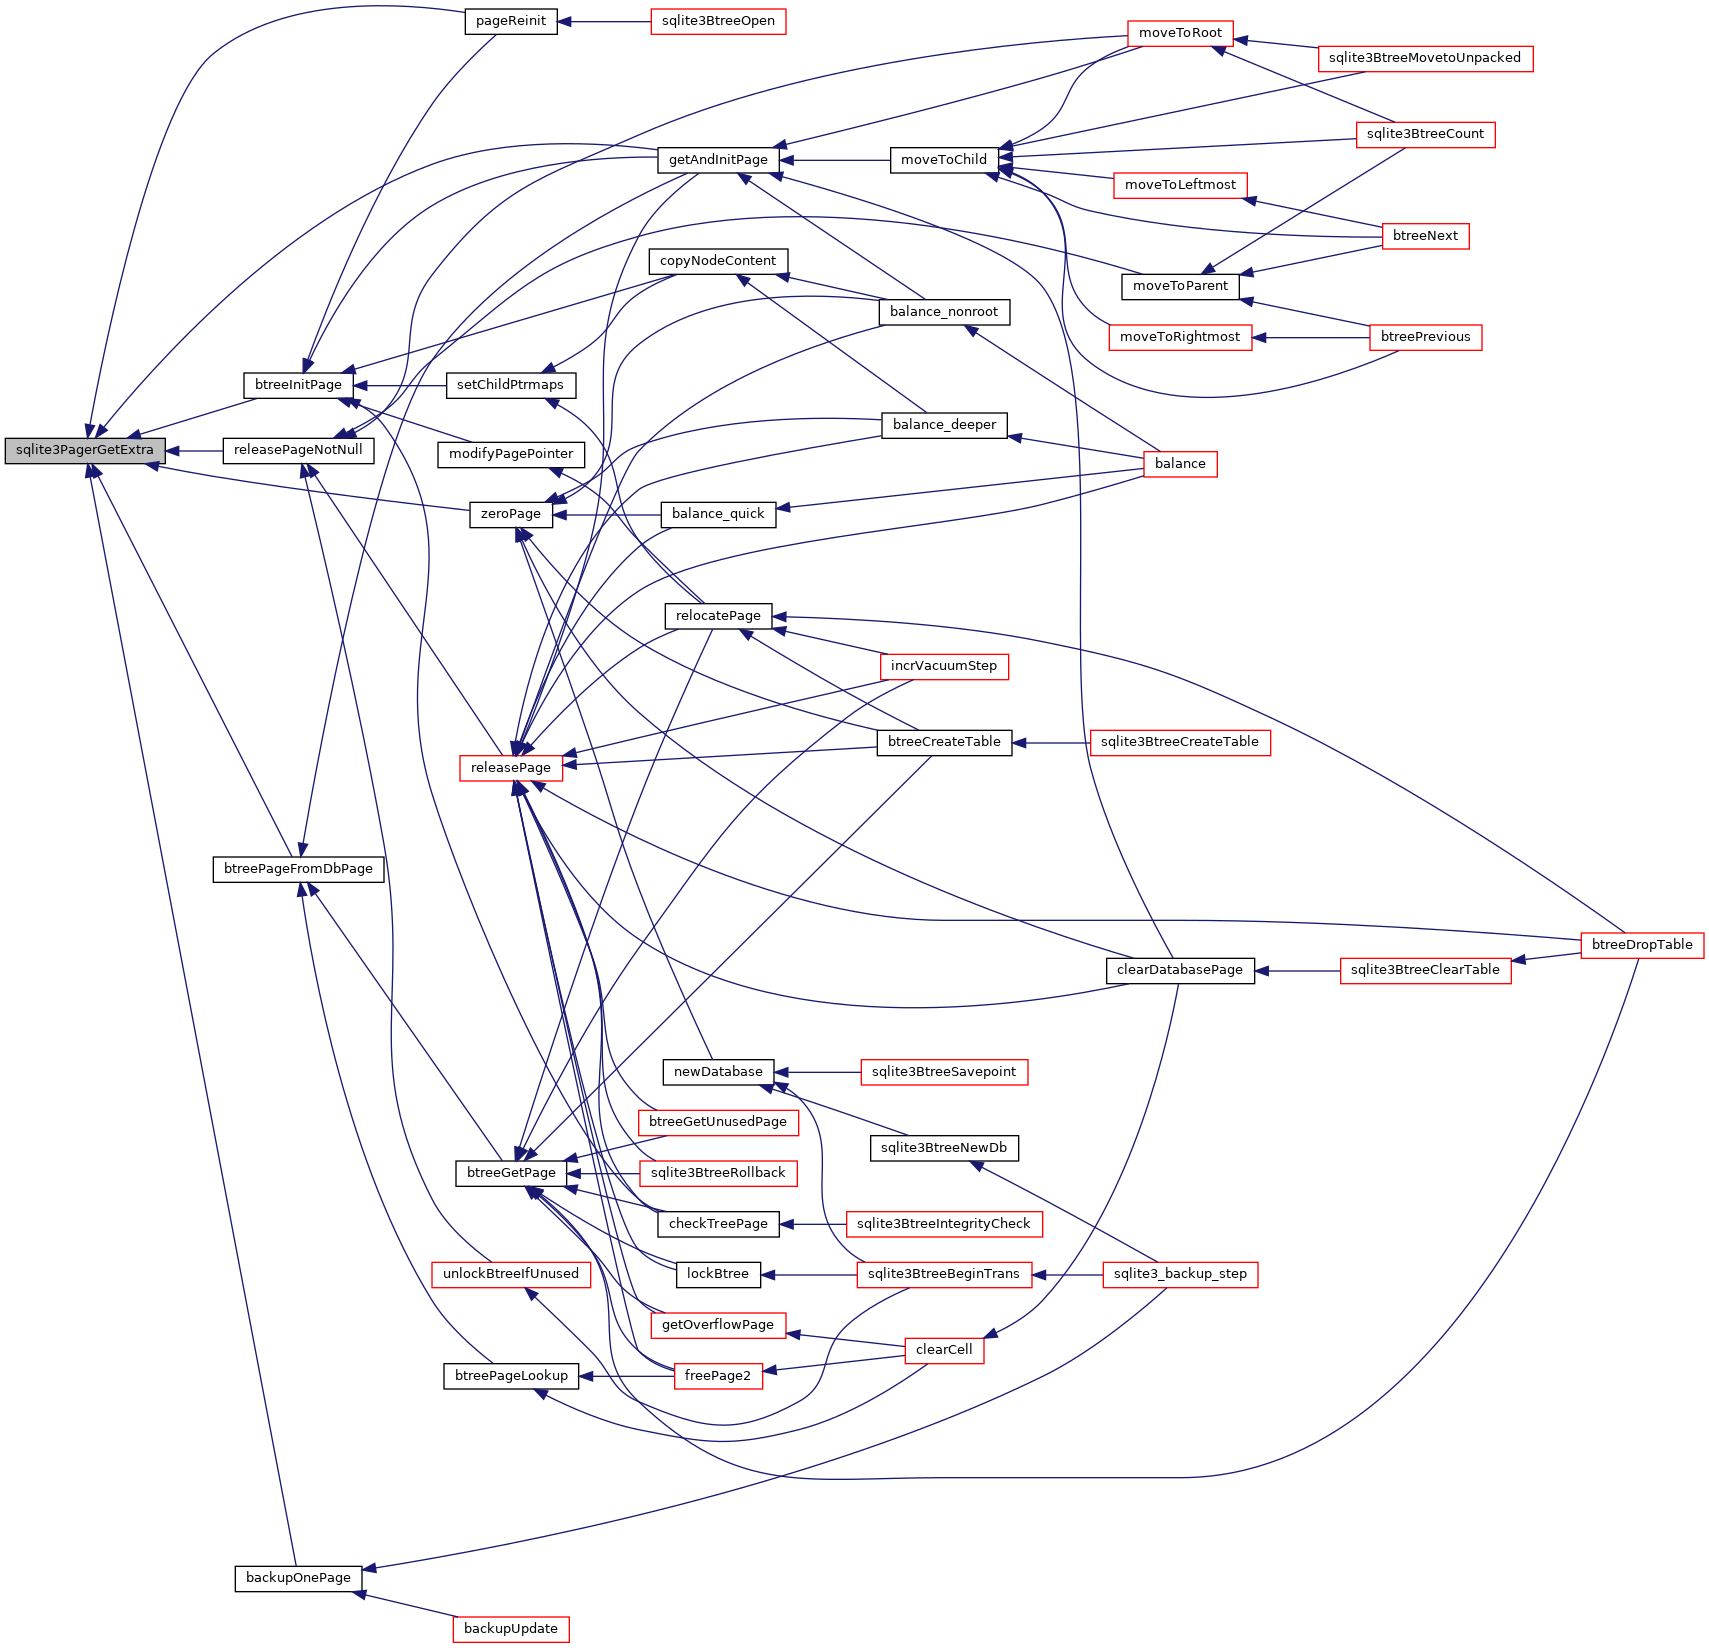 pageReinit
sqlite3BtreeOpen
moveToRoot
sqlite3BtreeMovetoUnpacked
sqlite3BtreeCount
getAndInitPage
moveToChild
moveToLeftmost
btreeNext
copyNodeContent
moveToParent
balance_nonroot
moveToRightmost
btreePrevious
btreeInitPage
setChildPtrmaps
balance_deeper
sqlite3PagerGetExtra
releasePageNotNull
modifyPagePointer
balance
zeroPage
balance_quick
relocatePage
incrVacuumStep
btreeCreateTable
sqlite3BtreeCreateTable
releasePage
btreePageFromDbPage
btreeDropTable
clearDatabasePage
sqlite3BtreeClearTable
newDatabase
sqlite3BtreeSavepoint
btreeGetUnusedPage
sqlite3BtreeNewDb
btreeGetPage
sqlite3BtreeRollback
checkTreePage
sqlite3BtreeIntegrityCheck
unlockBtreeIfUnused
lockBtree
sqlite3BtreeBeginTrans
sqlite3_backup_step
getOverflowPage
clearCell
btreePageLookup
freePage2
backupOnePage
backupUpdate